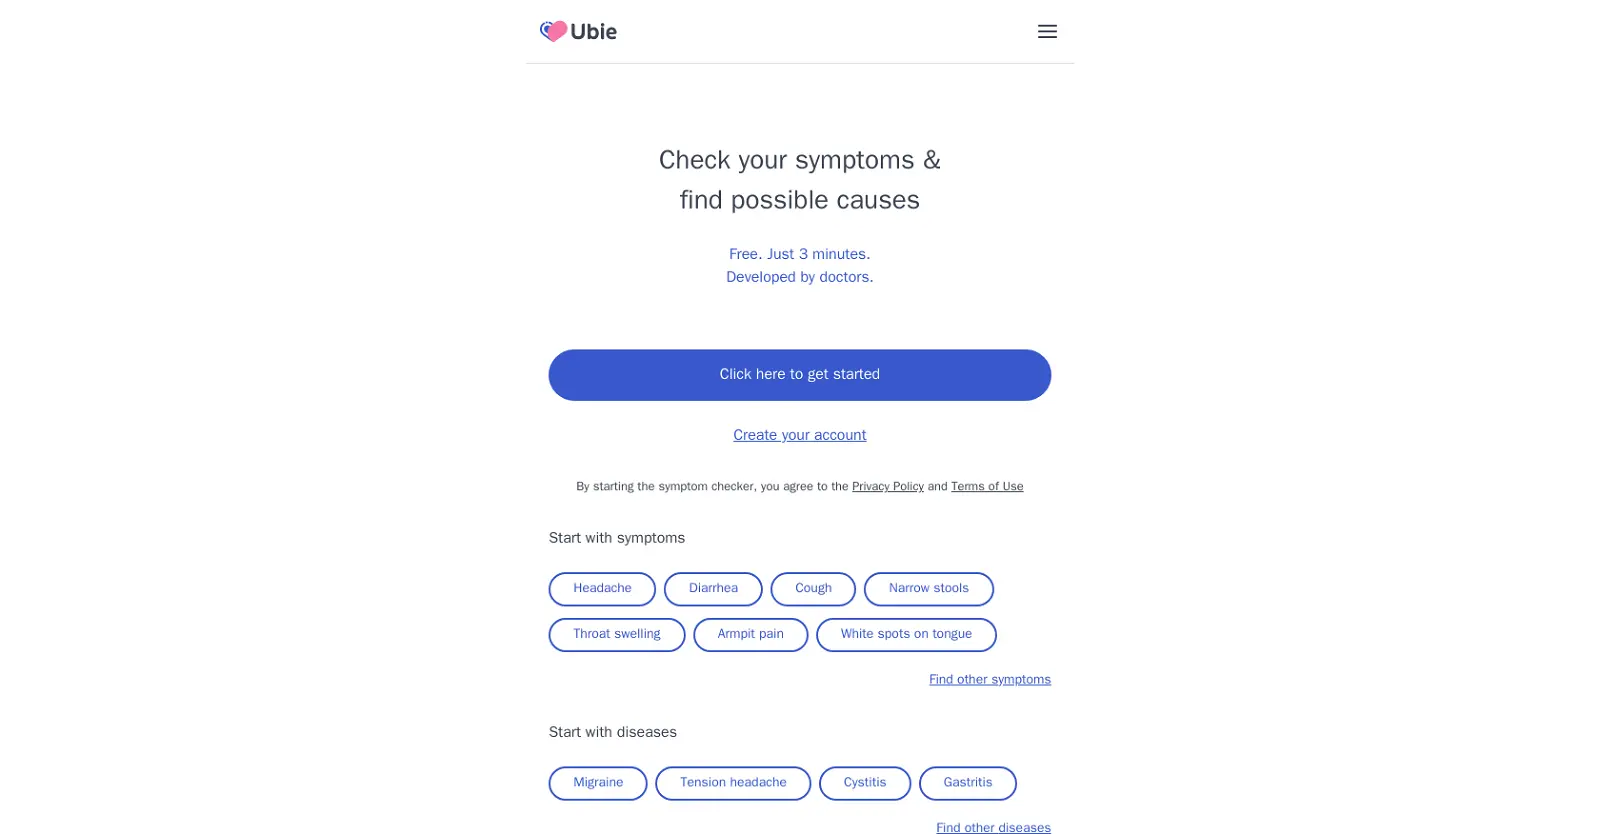 Ubie
Check your symptoms &
find possible causes
Free. Just 3 minutes.
Developed by doctors.
Click here to get started
Create your account
By starting the symptom checker, you agree to the Privacy Policy and Terms of Use
Start with symptoms
Headache Diarrhea Cough Narrow stools
Throat swelling Armpit pain White spots on tongue
Find other symptoms
Start with diseases
Migraine Tension headache Cystitis Gastritis
Find other diseases